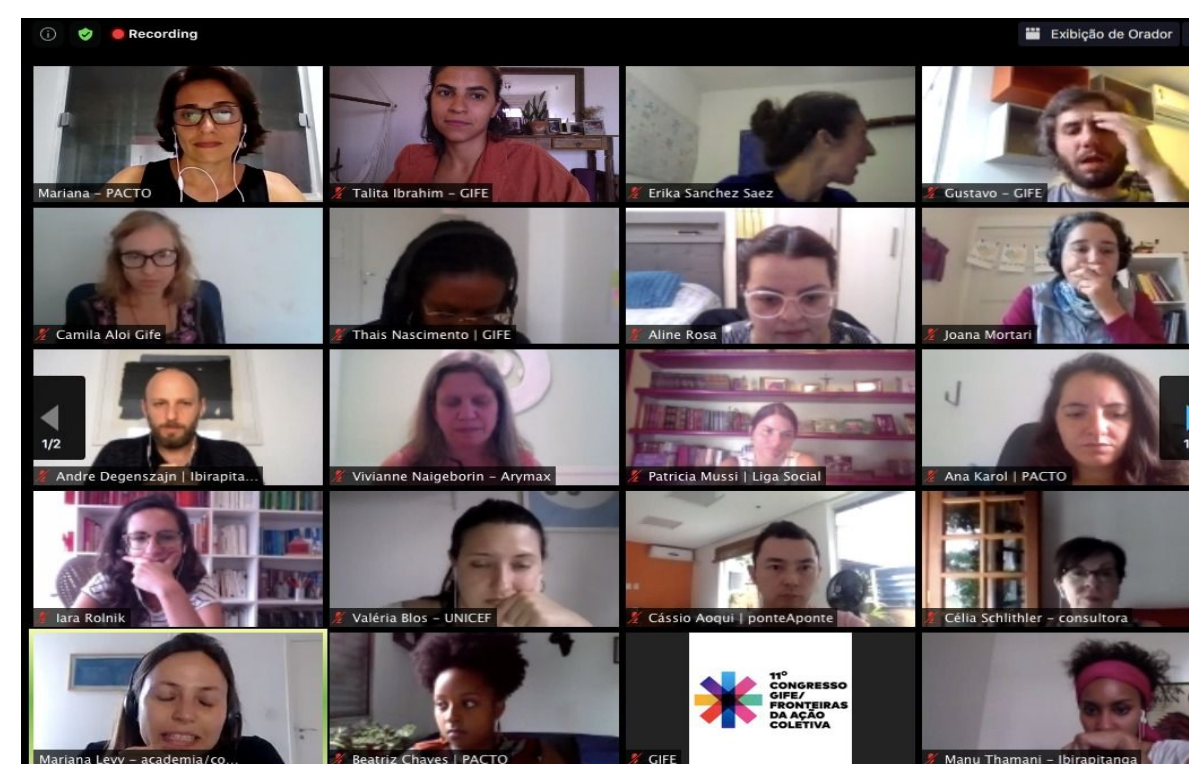 Recording
Exibição de Orador
Mariana – PACTO
Talita Ibrahim – GIFE
Erika Sanchez Saez
Gustavo – GIFE
Camila Aloi Gife
Thais Nascimento | GIFE
Aline Rosa
Joana Mortari
1/2
Andre Degenszajn | Ibirapita...
Vivianne Naigeborin – Arymax
Patricia Mussi | Liga Social
Ana Karol | PACTO
Iara Rolnik
Valéria Blos – UNICEF
Cássio Aoqui | ponteAponte
Célia Schlithler – consultora
Mariana Levy – academia/co...
Beatriz Chaves | PACTO
11º
CONGRESSO
GIFE/
FRONTEIRAS
DA AÇÃO
COLETIVA
GIFE
Manu Thamani – Ibirapitanga